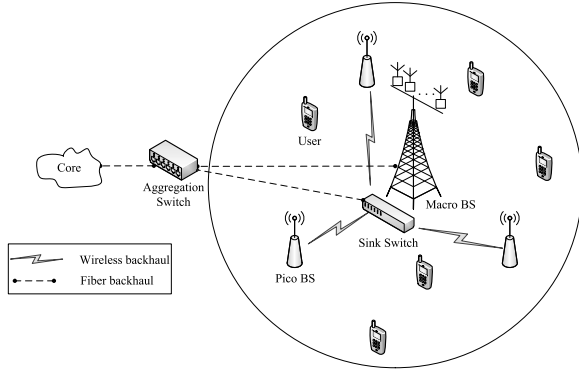 User
Core
Aggregation
Switch
Macro BS
Sink Switch
Pico BS
Wireless backhaul
Fiber backhaul